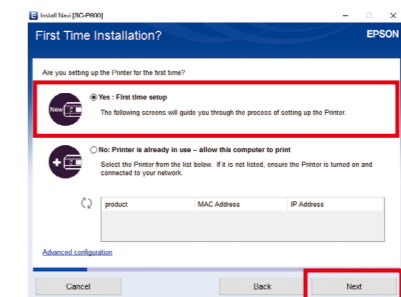 Install Navi [SC-P800]
First Time Installation?
EPSON
Are you setting up the Printer for the first time?
New
Yes : First time setup
The following screens will guide you through the process of setting up the Printer.
No: Printer is already in use – allow this computer to print
Select the Printer from the list below. If it is not listed, ensure the Printer is turned on and
connected to your network.
product MAC Address IP Address
Advanced configuration
Cancel Back Next